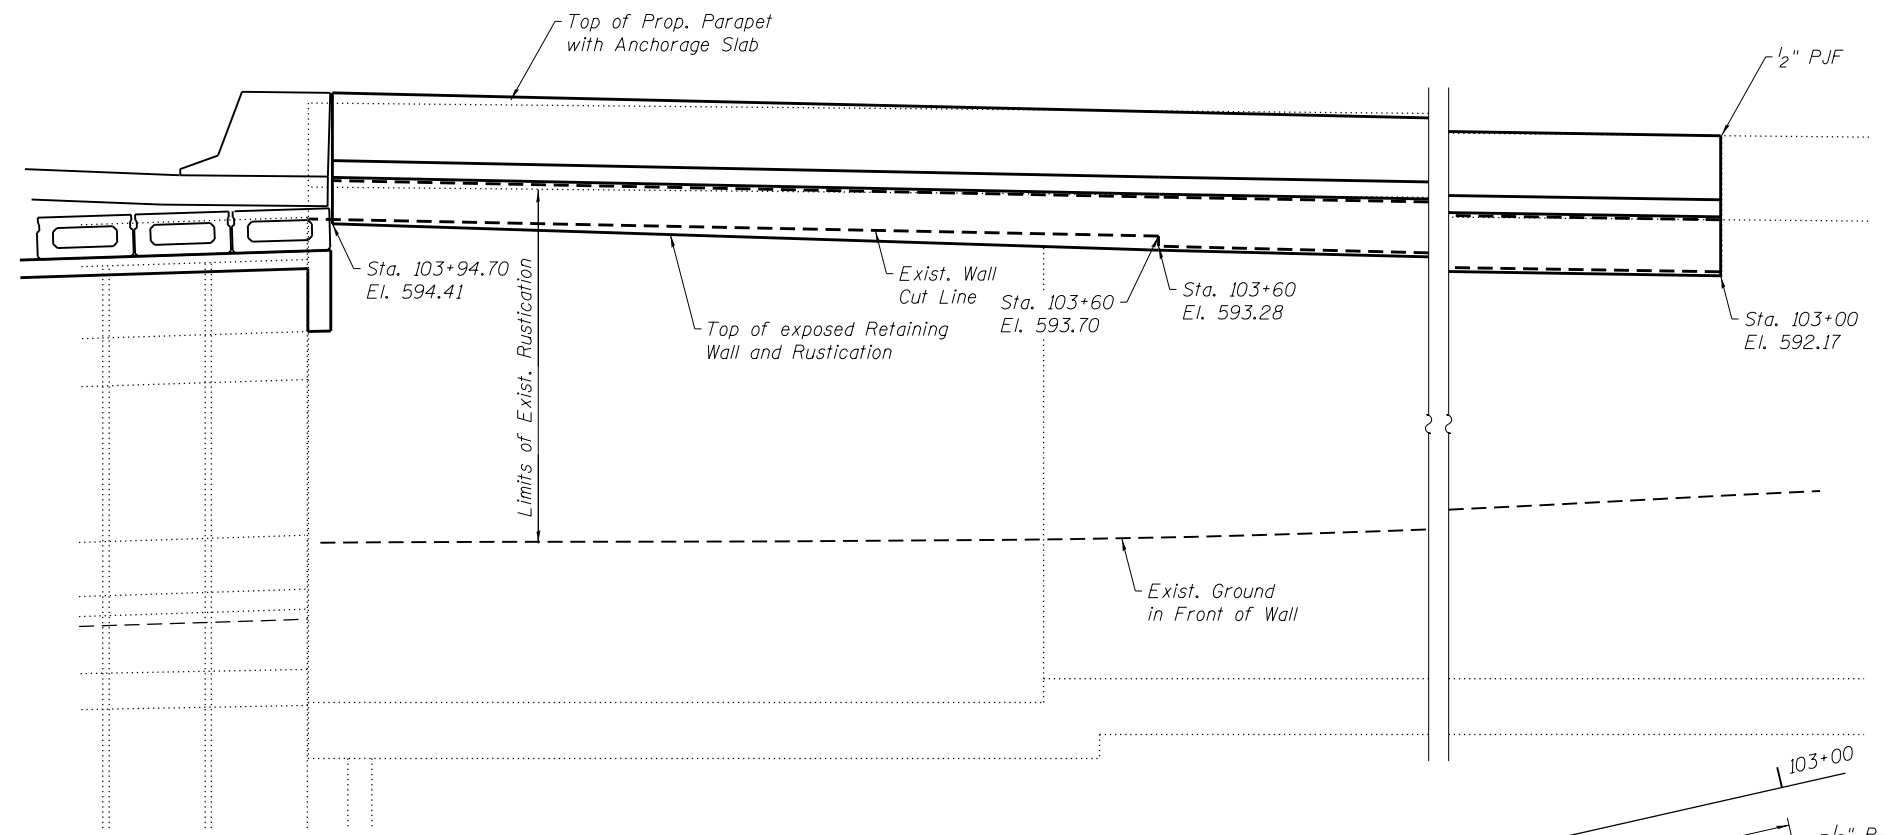 Top of Prop. Parapet
with Anchorage Slab
1/2" PJF
Sta. 103+94.70
El. 594.41
Limits of Exist. Rustication
Exist. Wall
Cut Line
Top of exposed Retaining
Wall and Rustication
Sta. 103+60
El. 593.70
Sta. 103+60
El. 593.28
Sta. 103+00
El. 592.17
Exist. Ground
in Front of Wall
103+00